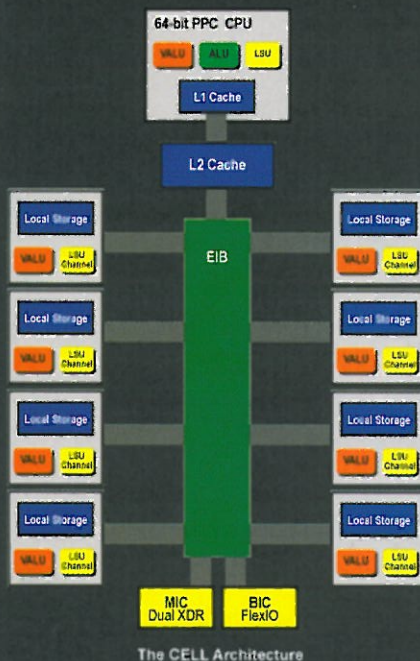 64-bit PPC CPU
VALU ALU LSU
L1 Cache
L2 Cache
EIB
Local Storage
VALU LSU
Channel
Local Storage
VALU LSU
Channel
Local Storage
VALU LSU
Channel
Local Storage
VALU LSU
Channel
Local Storage
VALU LSU
Channel
Local Storage
VALU LSU
Channel
Local Storage
VALU LSU
Channel
Local Storage
VALU LSU
Channel
MIC
Dual XDR
BIC
FlexIO
The CELL Architecture